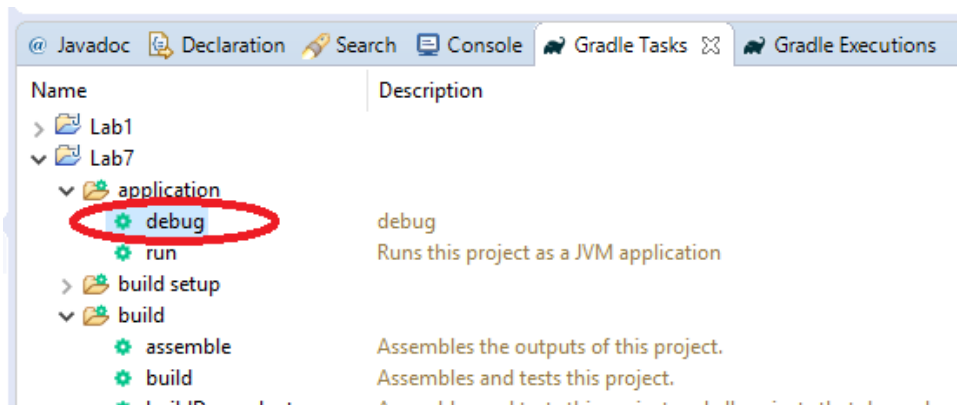 @ Javadoc Declaration Search Console Gradle Tasks Gradle Executions
Name Description
Lab1
Lab7
application
debug debug
run Runs this project as a JVM application
build setup
build
assemble Assembles the outputs of this project.
build Assembles and tests this project.